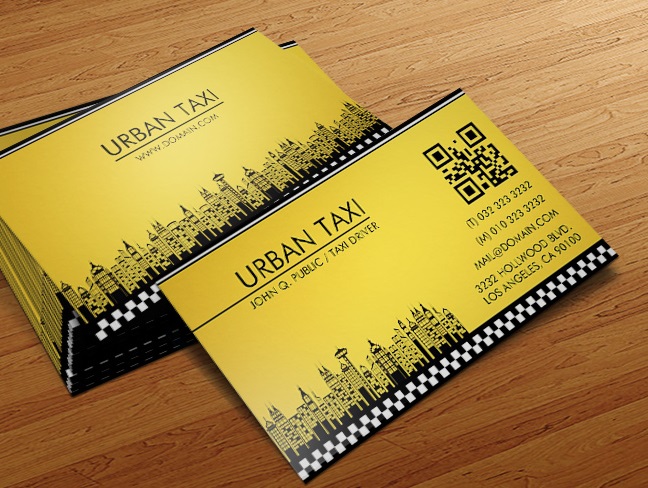 URBAN TAXI
WWW.DOMAIN.COM
URBAN TAXI
JOHN Q. PUBLIC / TAXI DRIVER
(T) 032 323 3232
(M) 010 323 3232
MAIL@DOMAIN.COM
3232 HOLLWOOD BLVD.
LOS ANGELES, CA 90100